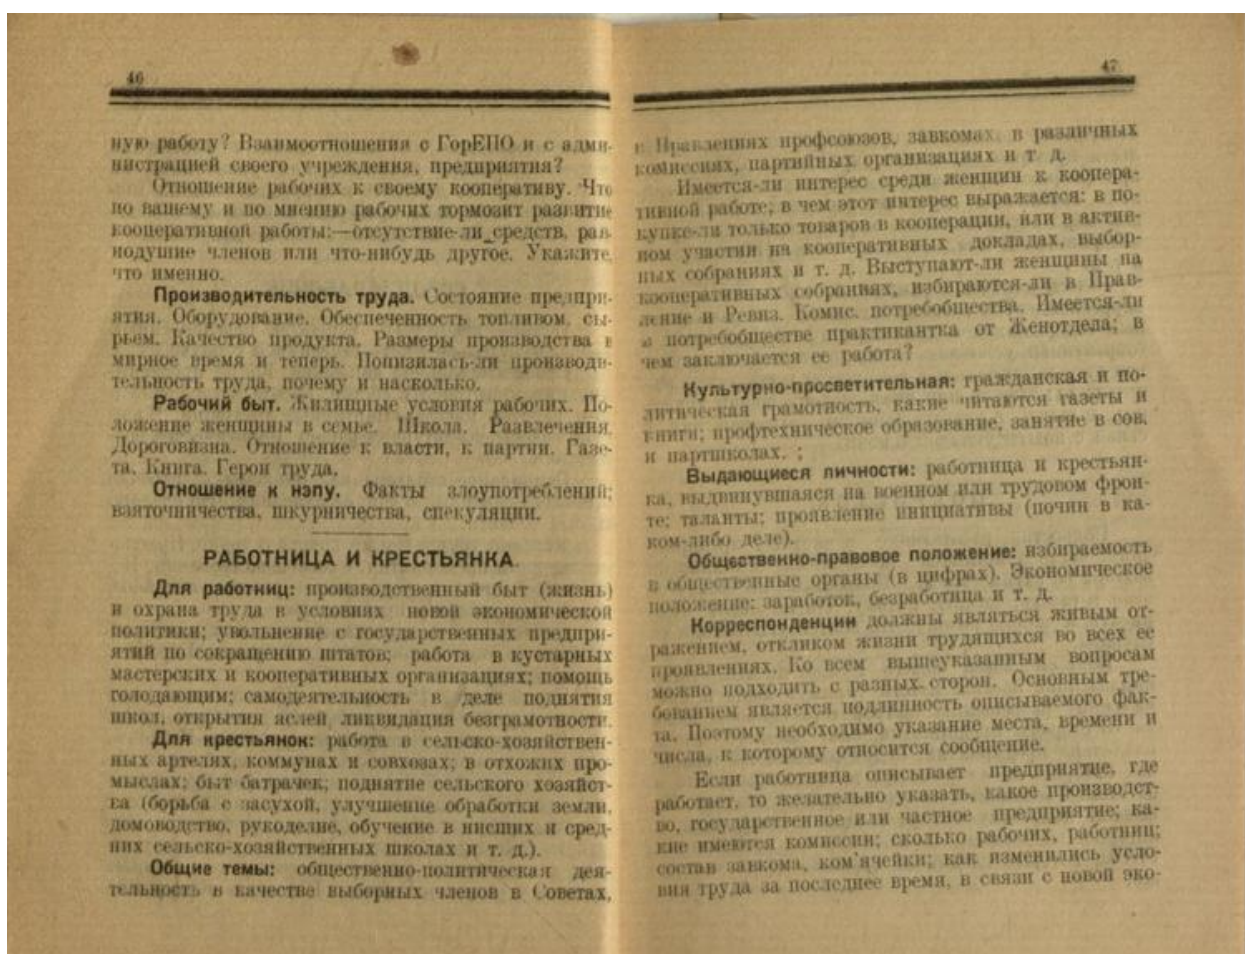 46
ную работу? Взаимоотношения с ГорЕПО и с адми-
нистрацией своего учреждения, предприятия?
Отношение рабочих к своему кооперативу. Что
по вашему и по мнению рабочих тормозит развитие
кооперативной работы:—отсутствие-ли средств, рав-
нодушие членов или что-нибудь другое. Укажите,
что именно.
Производительность труда. Состояние предпри-
ятия. Оборудование. Обеспеченность топливом, сы-
рьем. Качество продукта. Размеры производства в
мирное время и теперь. Понизилась-ли производи-
тельность труда, почему и насколько.
Рабочий быт. Жилищные условия рабочих. По-
ложение женщины в семье. Школа. Развлечения.
Дороговизна. Отношение к власти, к партии. Газе-
та. Книга. Герои труда.
Отношение к нэпу. Факты злоупотреблений;
взяточничества, шкурничества, спекуляции.
РАБОТНИЦА И КРЕСТЬЯНКА.
Для работниц: производственный быт (жизнь)
и охрана труда в условиях новой экономической
политики; увольнение с государственных предпри-
ятий по сокращению штатов; работа в кустарных
мастерских и кооперативных организациях; помощь
голодающим; самодеятельность в деле поднятия
школ, открытия яслей, ликвидация безграмотности.
Для крестьянок: работа в сельско-хозяйствен-
ных артелях, коммунах и совхозах; в отхожих про-
мыслах; быт батрачек; поднятие сельского хозяйст-
ва (борьба с засухой, улучшение обработки земли,
домоводство, рукоделие, обучение в нисших и сред-
них сельско-хозяйственных школах и т. д.).
Общие темы: общественно-политическая дея-
тельность в качестве выборных членов в Советах,
47
в Правлениях профсоюзов, завкомах, в различных
комиссиях, партийных организациях и т. д.
Имеется-ли интерес среди женщин к коопера-
тивной работе; в чем этот интерес выражается: в по-
купке-ли только товаров в кооперации, или в актив-
ном участии на кооперативных докладах, выбор-
ных собраниях и т. д. Выступают-ли женщины на
кооперативных собраниях, избираются-ли в Прав-
ление и Ревиз. Комис. потребобщества. Имеется-ли
в потребобществе практикантка от Женотдела; в
чем заключается ее работа?
Культурно-просветительная: гражданская и по-
литическая грамотность, какие читаются газеты и
книги; профтехническое образование, занятие в сов.
и партшколах. ;
Выдающиеся личности: работница и крестьян-
ка, выдвинувшаяся на военном или трудовом фрон-
те; таланты; проявление инициативы (почин в ка-
ком-либо деле).
Общественно-правовое положение: избираемость
в общественные органы (в цифрах). Экономическое
положение: заработок, безработица и т. д.
Корреспонденции должны являться живым от-
ражением, откликом жизни трудящихся во всех ее
проявлениях. Ко всем вышеуказанным вопросам
можно подходить с разных сторон. Основным тре-
бованием является подлинность описываемого фак-
та. Поэтому необходимо указание места, времени и
числа, к которому относится сообщение.
Если работница описывает предприятие, где
работает, то желательно указать, какое производст-
во, государственное или частное предприятие; ка-
кие имеются комиссии; сколько рабочих, работниц;
состав завкома, ком'ячейки; как изменились усло-
вия труда за последнее время, в связи с новой эко-